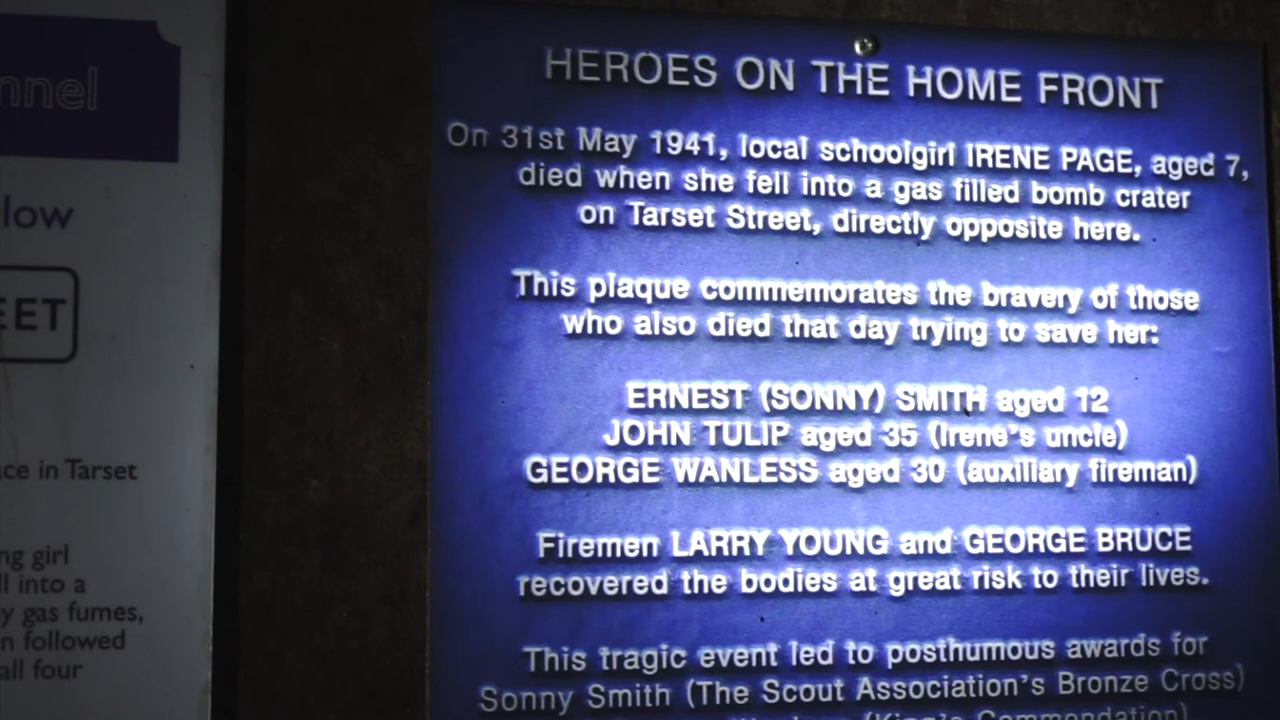 nnel
low
EET
ce in Tarset
ng girl
ll into a
y gas fumes,
n followed
all four
HEROES ON THE HOME FRONT
On 31st May 1941, local schoolgirl IRENE PAGE, aged 7,
died when she fell into a gas filled bomb crater
on Tarset Street, directly opposite here.
This plaque commemorates the bravery of those
who also died that day trying to save her:
ERNEST (SONNY) SMITH aged 12
JOHN TULIP aged 35 (Irene's uncle)
GEORGE WANLESS aged 30 (auxiliary fireman)
Firemen LARRY YOUNG and GEORGE BRUCE
recovered the bodies at great risk to their lives.
This tragic event led to posthumous awards for
Sonny Smith (The Scout Association's Bronze Cross)
(King's Commendation)